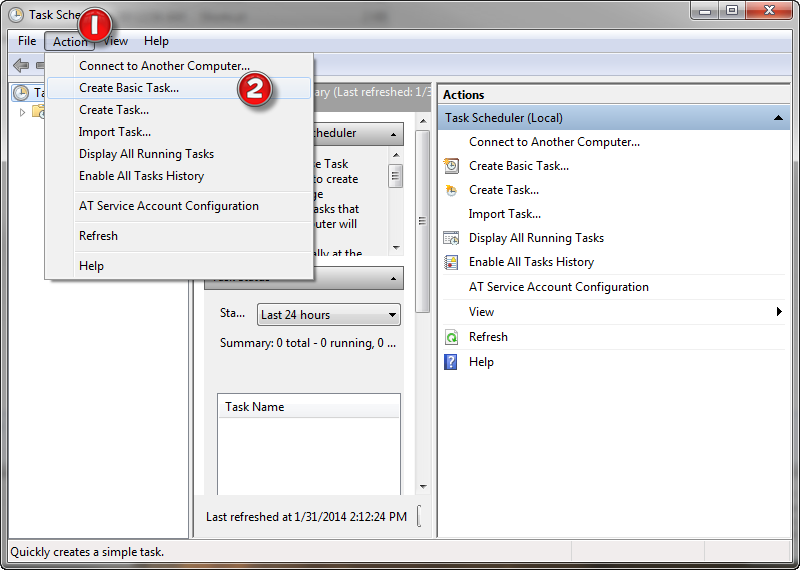 Task Sche
1
File Action View Help
Connect to Another Computer...
Create Basic Task...
2
Create Task...
Import Task...
Display All Running Tasks
Enable All Tasks History
AT Service Account Configuration
Refresh
Help
Ta
ary (Last refreshed: 1/3
cheduler
e Task
to create
ge
asks that
uter will
ally at the
Sta...
Last 24 hours
Summary: 0 total - 0 running, 0 ...
Task Name
Last refreshed at 1/31/2014 2:12:24 PM
Actions
Task Scheduler (Local)
Connect to Another Computer...
Create Basic Task...
Create Task...
Import Task...
Display All Running Tasks
Enable All Tasks History
AT Service Account Configuration
View
Refresh
Help
Quickly creates a simple task.